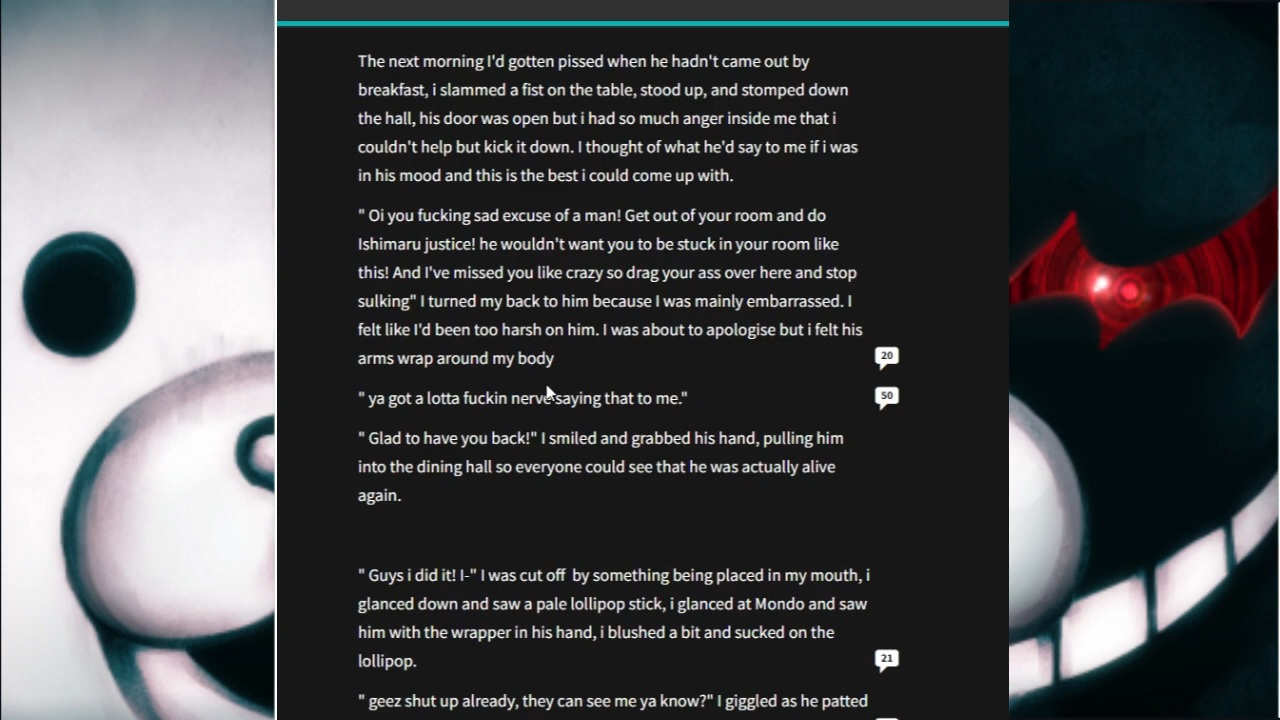 The next morning I'd gotten pissed when he hadn't came out by
breakfast, i slammed a fist on the table, stood up, and stomped down
the hall, his door was open but i had so much anger inside me that i
couldn't help but kick it down. I thought of what he'd say to me if i was
in his mood and this is the best i could come up with.
" Oi you fucking sad excuse of a man! Get out of your room and do
Ishimaru justice! he wouldn't want you to be stuck in your room like
this! And I've missed you like crazy so drag your ass over here and stop
sulking" I turned my back to him because I was mainly embarrassed. I
felt like I'd been too harsh on him. I was about to apologise but i felt his
arms wrap around my body
20
" ya got a lotta fuckin nerve saying that to me."
50
" Glad to have you back!" I smiled and grabbed his hand, pulling him
into the dining hall so everyone could see that he was actually alive
again.
" Guys i did it! I-" I was cut off  by something being placed in my mouth, i
glanced down and saw a pale lollipop stick, i glanced at Mondo and saw
him with the wrapper in his hand, i blushed a bit and sucked on the
lollipop.
21
" geez shut up already, they can see me ya know?" I giggled as he patted